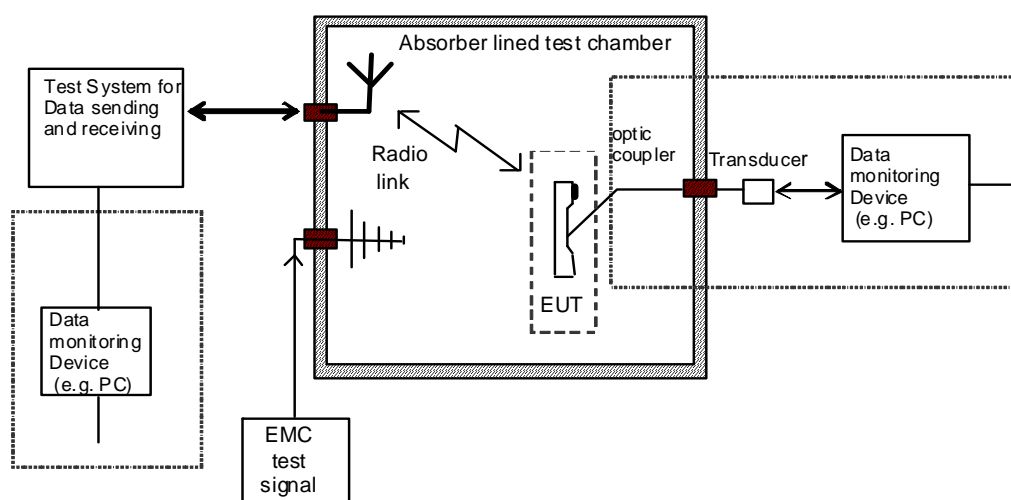 Absorber lined test chamber
Test System for
Data sending
and receiving
Radio
link
optic
coupler
Transducer
Data
monitoring
Device
(e.g. PC)
EUT
Data
monitoring
Device
(e.g. PC)
EMC
test
signal